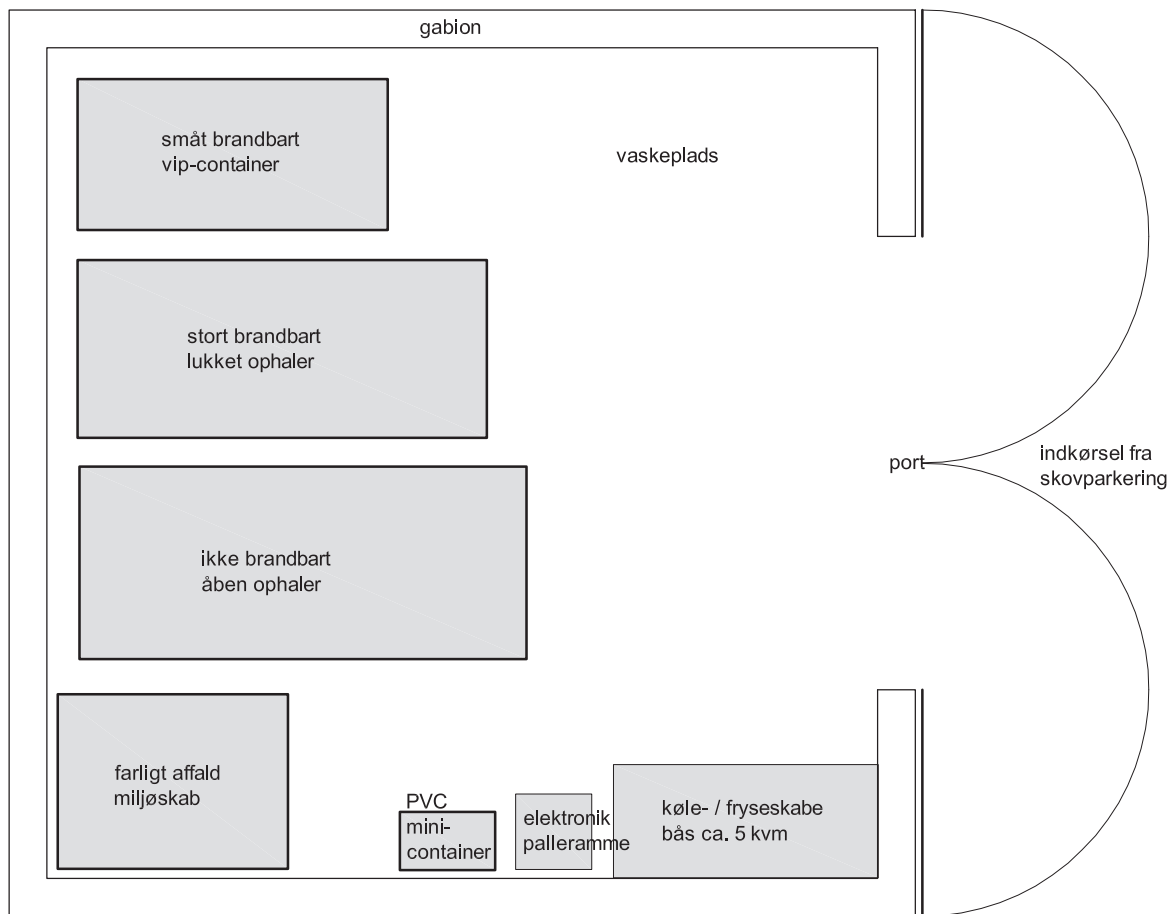 gabion
småt brandbart
vip-container
vaskeplads
stort brandbart
lukket ophaler
port
indkørsel fra
skovparkering
ikke brandbart
åben ophaler
farligt affald
miljøskab
PVC
mini-
container
elektronik
palleramme
køle- / fryseskabe
bås ca. 5 kvm